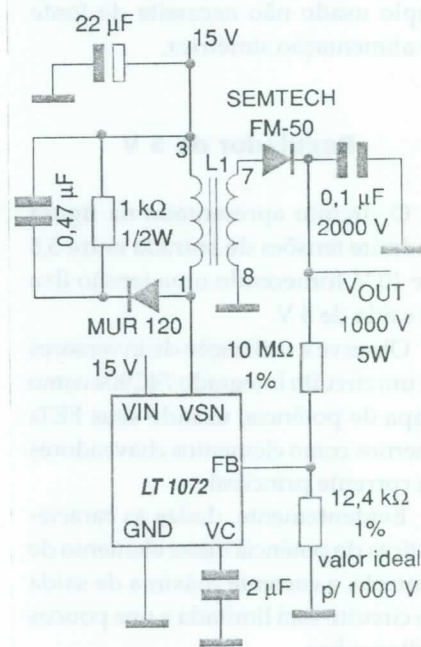 22 µF
15 V
SEMTECH
FM-50
3
L1
7
0,47 µF
1 kΩ
1/2W
0,1 µF
2000 V
1
8
MUR 120
VOUT
1000 V
5W
10 MΩ
1%
15 V
VIN VSN
LT 1072
FB
GND VC
12,4 kΩ
1%
valor ideal
p/ 1000 V
2 µF